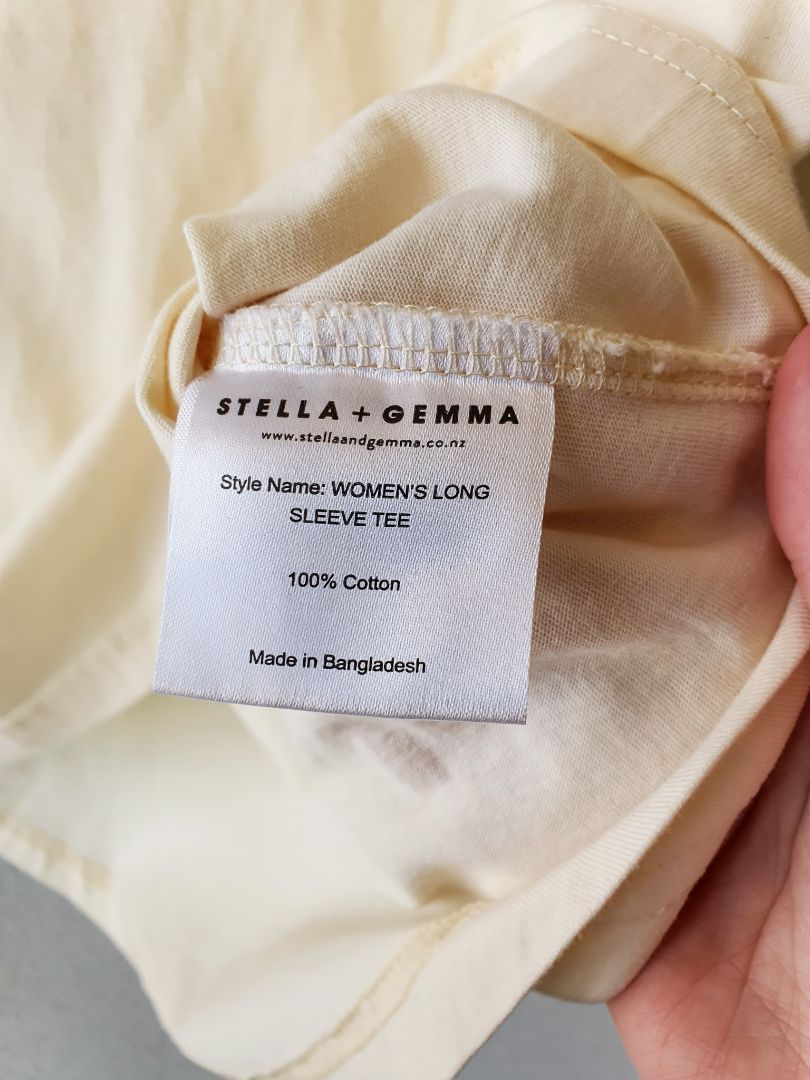 STELLA + GEMMA
www.stellaandgemma.co.nz
Style Name: WOMEN'S LONG
SLEEVE TEE
100% Cotton
Made in Bangladesh